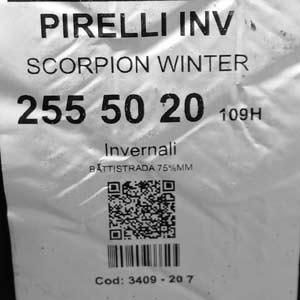 PIRELLI INV
SCORPION WINTER
255 50 20 109H
Invernali
BATTISTRADA 75%MM
Cod: 3409 - 20 7